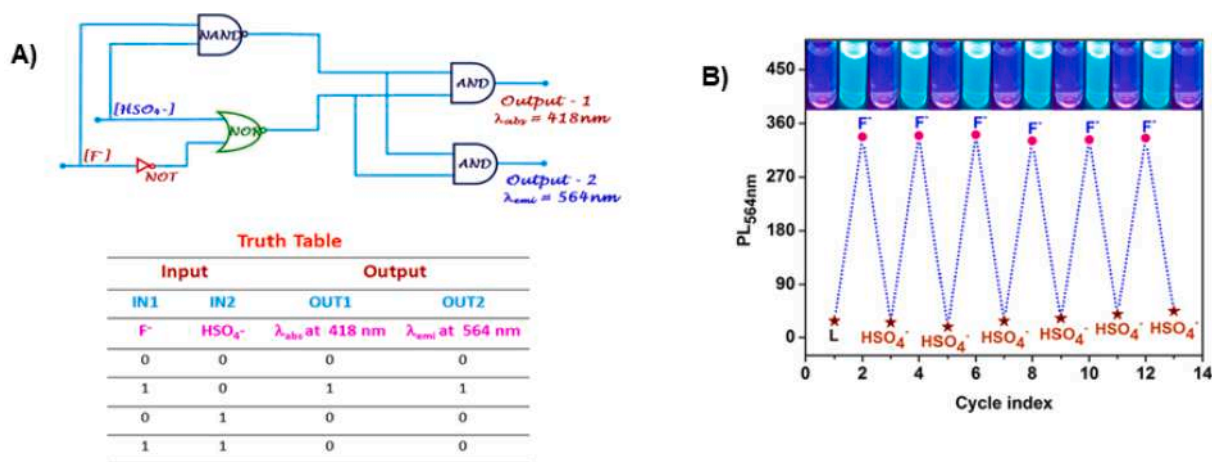 A)
NAND
[HSO₄-]
[F⁻]
NOT
NOR
AND
Output - 1
λabs = 418nm
AND
Output - 2
λemi = 564nm
Truth Table
Input Output
IN1 IN2 OUT1 OUT2
F⁻ HSO₄- λabs at 418 nm λemi at 564 nm
0 0 0 0
1 0 1 1
0 1 0 0
1 1 0 0
B)
PL564nm
450
360
270
180
90
0
F⁻ F⁻ F⁻ F⁻ F⁻ F⁻
L HSO₄⁻ HSO₄⁻ HSO₄⁻ HSO₄⁻ HSO₄⁻ HSO₄⁻
0 2 4 6 8 10 12 14
Cycle index